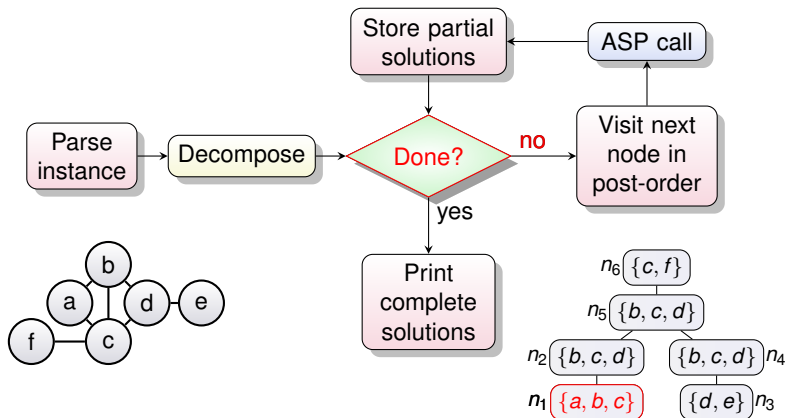 Store partial
solutions
ASP call
Parse
instance
Decompose
Done?
no
Visit next
node in
post-order
yes
Print
complete
solutions
b
a
d
e
f
c
n₆ {c, f}
n₅ {b, c, d}
n₂ {b, c, d}
{b, c, d} n₄
n₁ {a, b, c}
{d, e} n₃